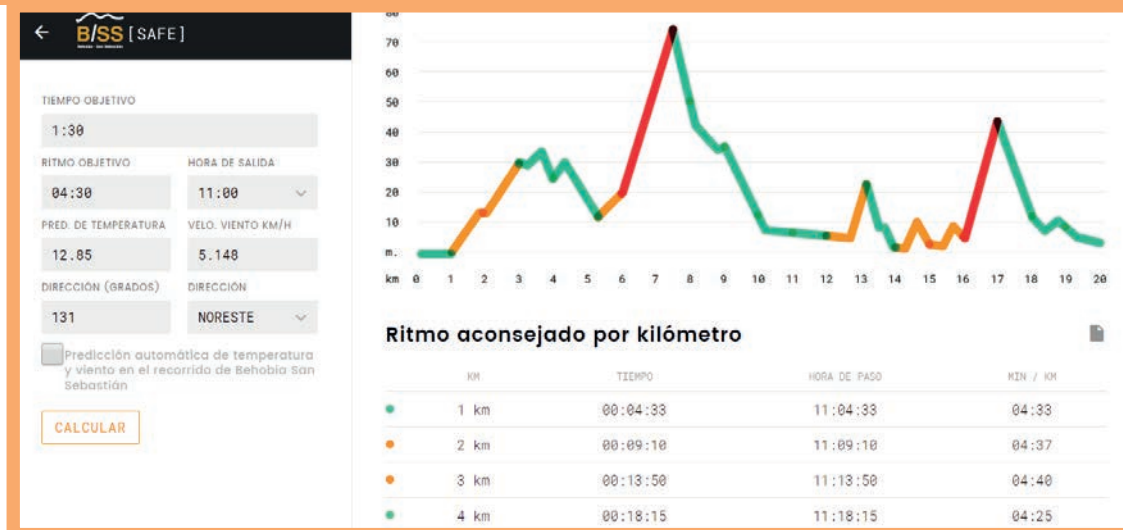 ← B/SS [SAFE]
Behobia - San Sebastián
TIEMPO OBJETIVO
1:30
RITMO OBJETIVO HORA DE SALIDA
04:30 11:00
PRED. DE TEMPERATURA VELO. VIENTO KM/H
12.85 5.148
DIRECCIÓN (GRADOS) DIRECCIÓN
131 NORESTE
Predicción automática de temperatura
y viento en el recorrido de Behobia San
Sebastián
CALCULAR
80
70
60
50
40
30
20
10
m.
km 0 1 2 3 4 5 6 7 8 9 10 11 12 13 14 15 16 17 18 19 20
Ritmo aconsejado por kilómetro
KM TIEMPO HORA DE PASO MIN / KM
1 km 00:04:33 11:04:33 04:33
2 km 00:09:10 11:09:10 04:37
3 km 00:13:50 11:13:50 04:40
4 km 00:18:15 11:18:15 04:25